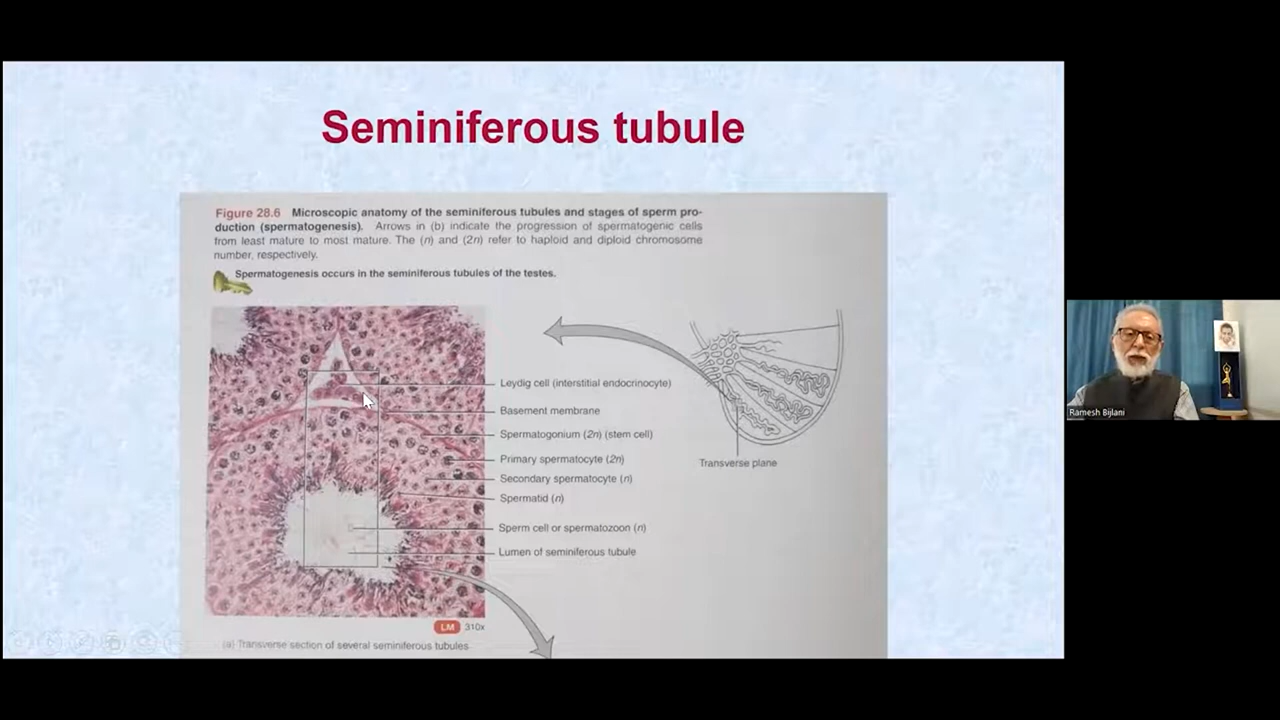 Seminiferous tubule
Figure 28.6 Microscopic anatomy of the seminiferous tubules and stages of sperm pro-
duction (spermatogenesis). Arrows in (b) indicate the progression of spermatogenic cells
from least mature to most mature. The (n) and (2n) refer to haploid and diploid chromosome
number, respectively.
Spermatogenesis occurs in the seminiferous tubules of the testes.
Leydig cell (interstitial endocrinocyte)
Basement membrane
Spermatogonium (2n) (stem cell)
Primary spermatocyte (2n)
Secondary spermatocyte (n)
Spermatid (n)
Sperm cell or spermatozoon (n)
Lumen of seminiferous tubule
Transverse plane
LM 310x
(a) Transverse section of several seminiferous tubules
Ramesh Bijlani